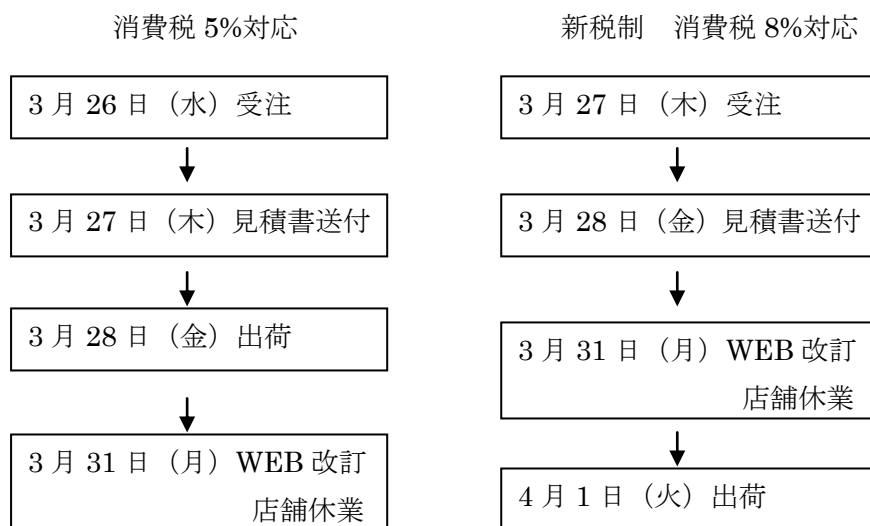 消費税 5%対応
3 月 26 日（水）受注
3 月 27 日（木）見積書送付
3 月 28 日（金）出荷
3 月 31 日（月）WEB 改訂
店舗休業
新税制　消費税 8%対応
3 月 27 日（木）受注
3 月 28 日（金）見積書送付
3 月 31 日（月）WEB 改訂
店舗休業
4 月 1 日（火）出荷